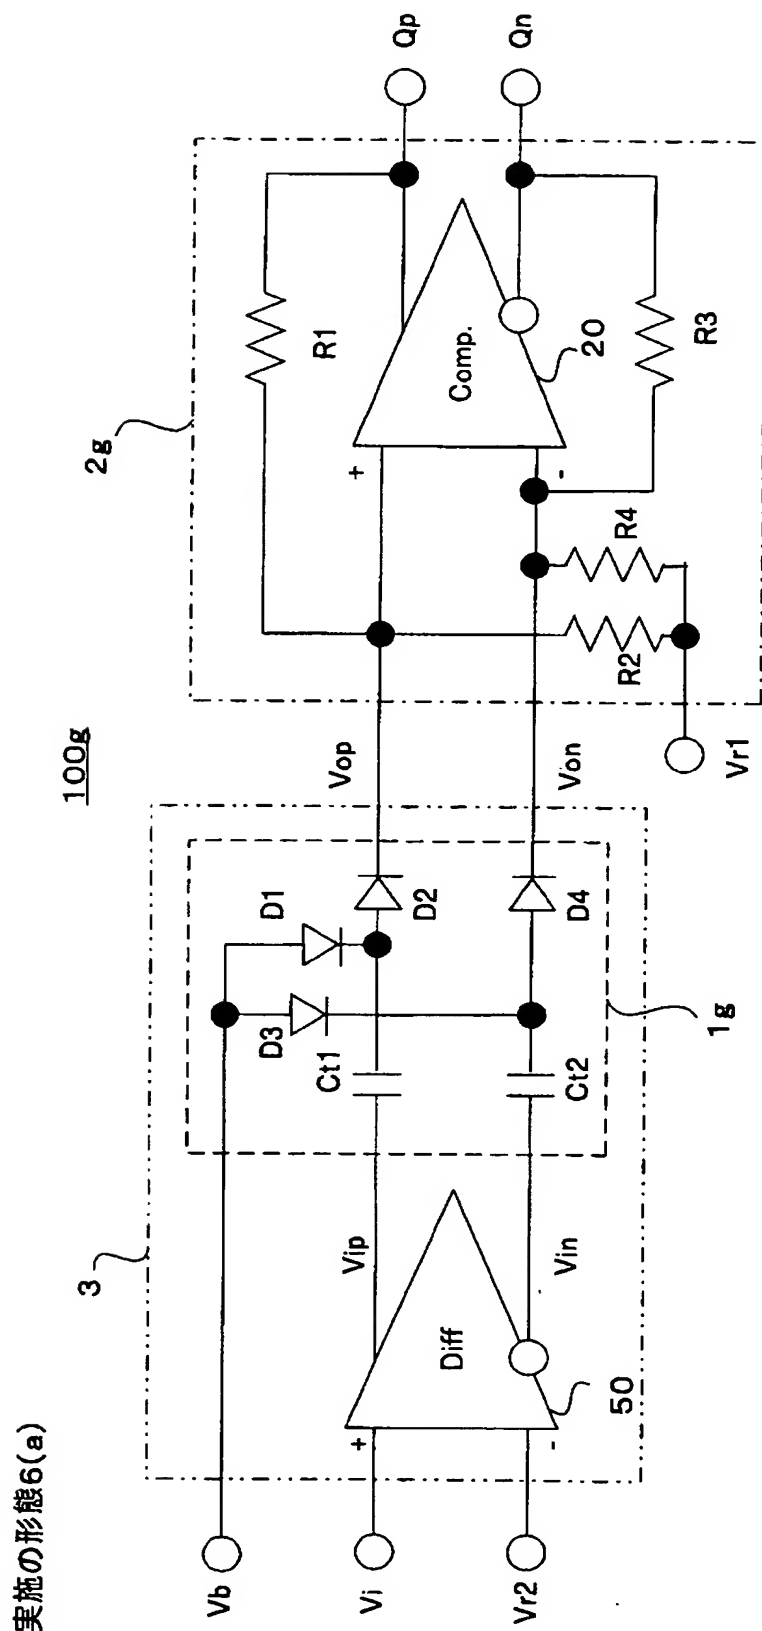 実施の形態6(a)
100g
3
2g
Vb
Vi
Vr2
+
-
Diff
50
Vip
Vin
D1
D3
Ct1
D2
Ct2
D4
1g
Vop
Von
Vr1
R1
R2
R4
+
-
Comp.
20
R3
Qp
Qn